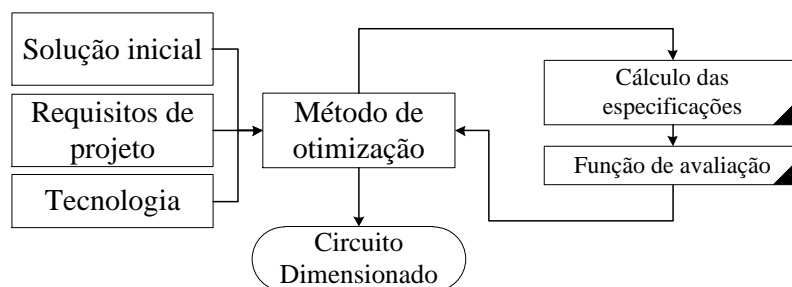 Solução inicial
Requisitos de
projeto
Tecnologia
Método de
otimização
Circuito
Dimensionado
Cálculo das
especificações
Função de avaliação